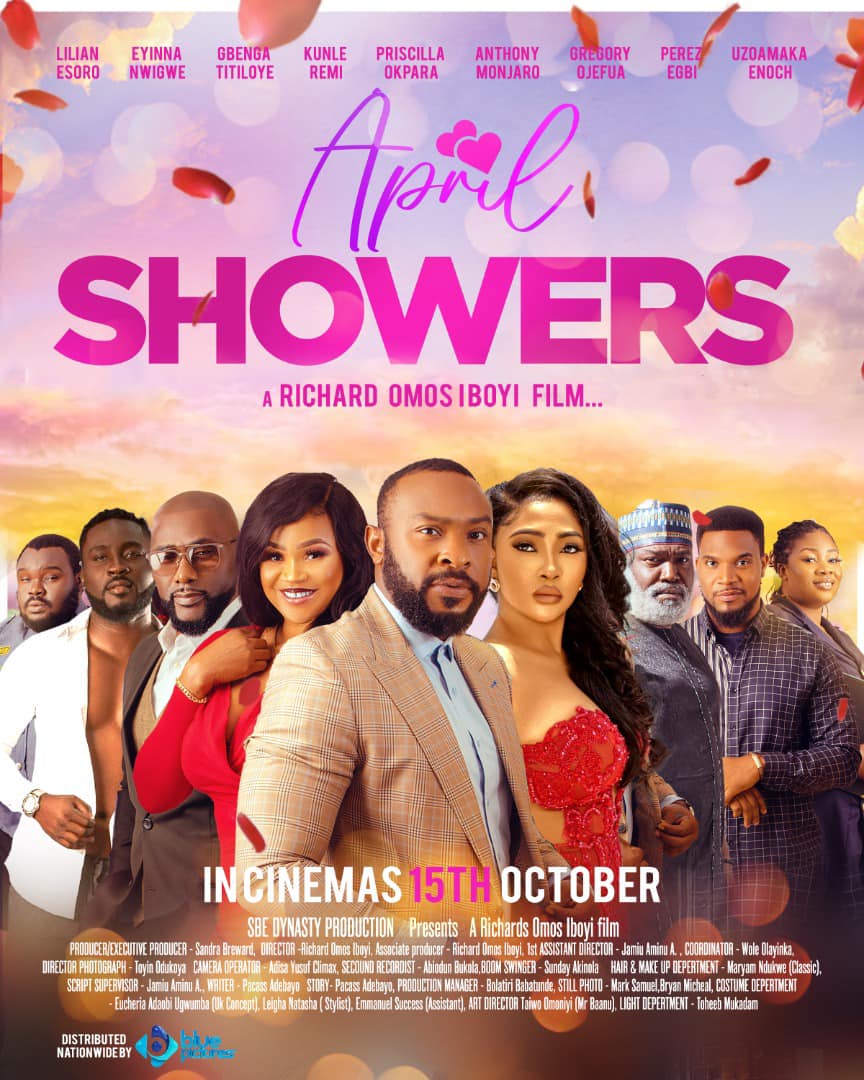 LILIAN EYINNA GBENGA KUNLE PRISCILLA ANTHONY GREGORY PEREZ UZOAMAKA
ESORO NWIGWE TITILOYE REMI OKPARA MONJARO OJEFUA EGBI ENOCH
April
SHOWERS
A RICHARD OMOS IBOYI FILM...
IN CINEMAS 15TH OCTOBER
SBE DYNASTY PRODUCTION Presents A Richards Omos Iboyi film
PRODUCER/EXECUTIVE PRODUCER - Sandra Breward, DIRECTOR -Richard Omos Iboyi, Associate producer - Richard Omos Iboyi, 1st ASSISTANT DIRECTOR - Jamiu Aminu A. , COORDINATOR - Wole Olayinka,
DIRECTOR PHOTOGRAPH - Toyin Odukoya CAMERA OPERATOR - Adisa Yusuf Climax, SECOUND RECORDIST - Abiodun Bukola, BOOM SWINGER - Sunday Akinola HAIR & MAKE UP DEPERTMENT - Maryam Ndukwe (Classic),
SCRIPT SUPERVISOR - Jamiu Aminu A., WRITER - Pacass Adebayo STORY- Pacass Adebayo, PRODUCTION MANAGER - Bolatiri Babatunde, STILL PHOTO - Mark Samuel,Bryan Micheal, COSTUME DEPERTMENT
- Eucheria Adaobi Ugwumba (Uk Concept), Leigha Natasha ( Stylist), Emmanuel Success (Assistant), ART DIRECTOR Taiwo Omoniyi (Mr Baanu), LIGHT DEPERTMENT - Toheeb Mukadam
DISTRIBUTED
NATIONWIDE BY
blue
pictures